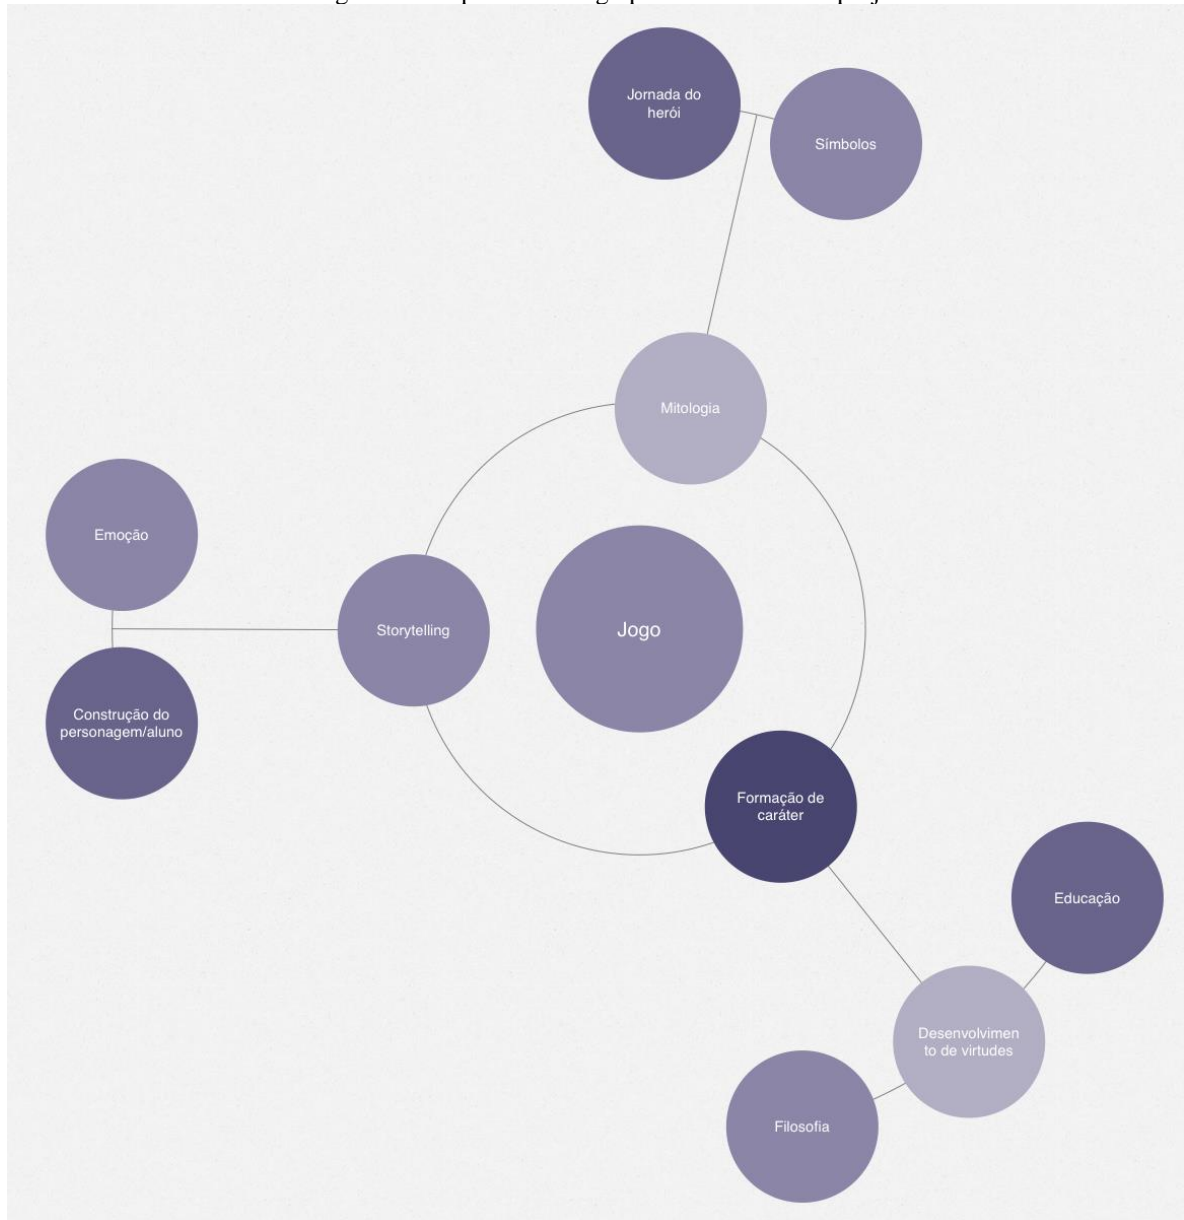 Jornada do
herói
Símbolos
Mitologia
Emoção
Storytelling
Jogo
Construção do
personagem/aluno
Formação de
caráter
Educação
Desenvolvimen
to de virtudes
Filosofia